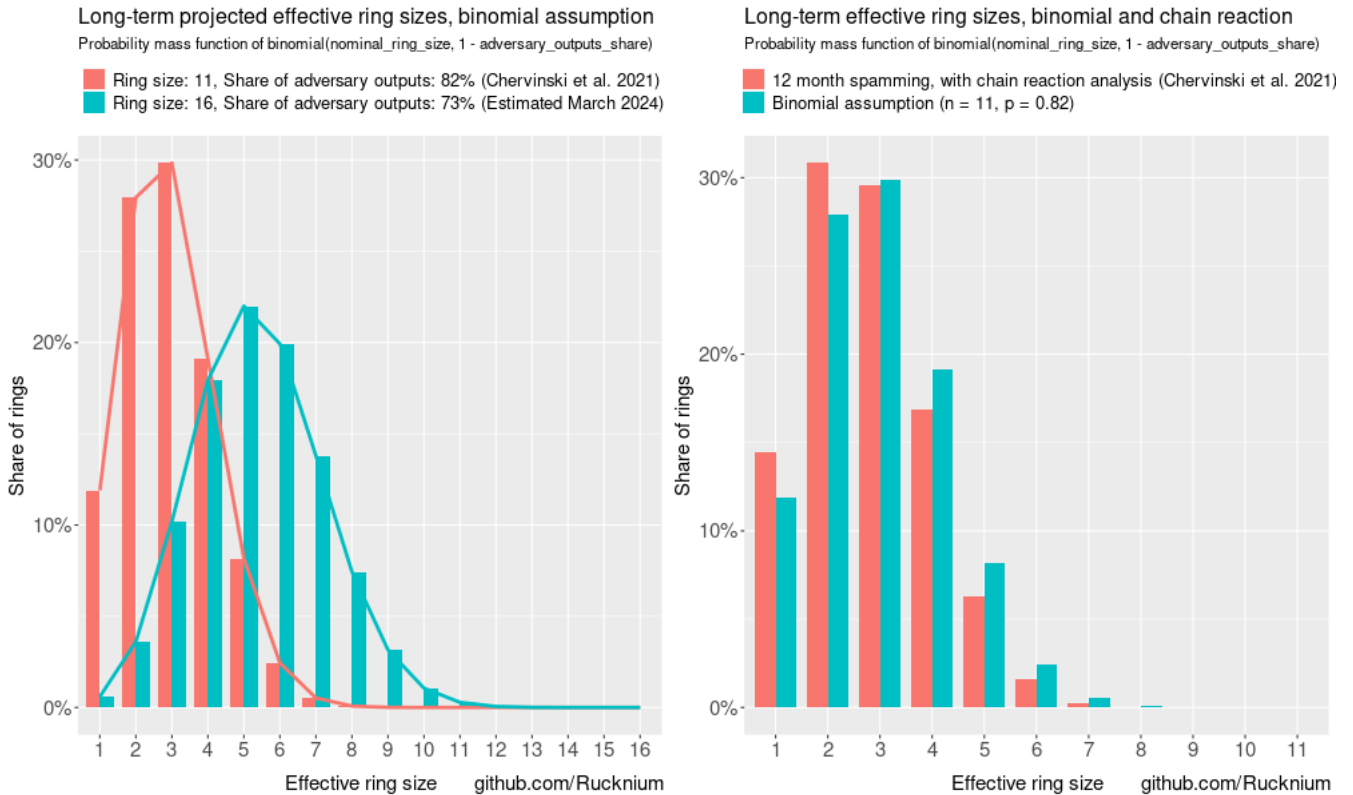 Long-term projected effective ring sizes, binomial assumption
Probability mass function of binomial(nominal_ring_size, 1 - adversary_outputs_share)
Ring size: 11, Share of adversary outputs: 82% (Chervinski et al. 2021)
Ring size: 16, Share of adversary outputs: 73% (Estimated March 2024)
30%
20%
10%
0%
Share of rings
1 2 3 4 5 6 7 8 9 10 11 12 13 14 15 16
Effective ring size
github.com/Rucknium
Long-term effective ring sizes, binomial and chain reaction
Probability mass function of binomial(nominal_ring_size, 1 - adversary_outputs_share)
12 month spamming, with chain reaction analysis (Chervinski et al. 2021)
Binomial assumption (n = 11, p = 0.82)
30%
20%
10%
0%
Share of rings
1 2 3 4 5 6 7 8 9 10 11
Effective ring size
github.com/Rucknium